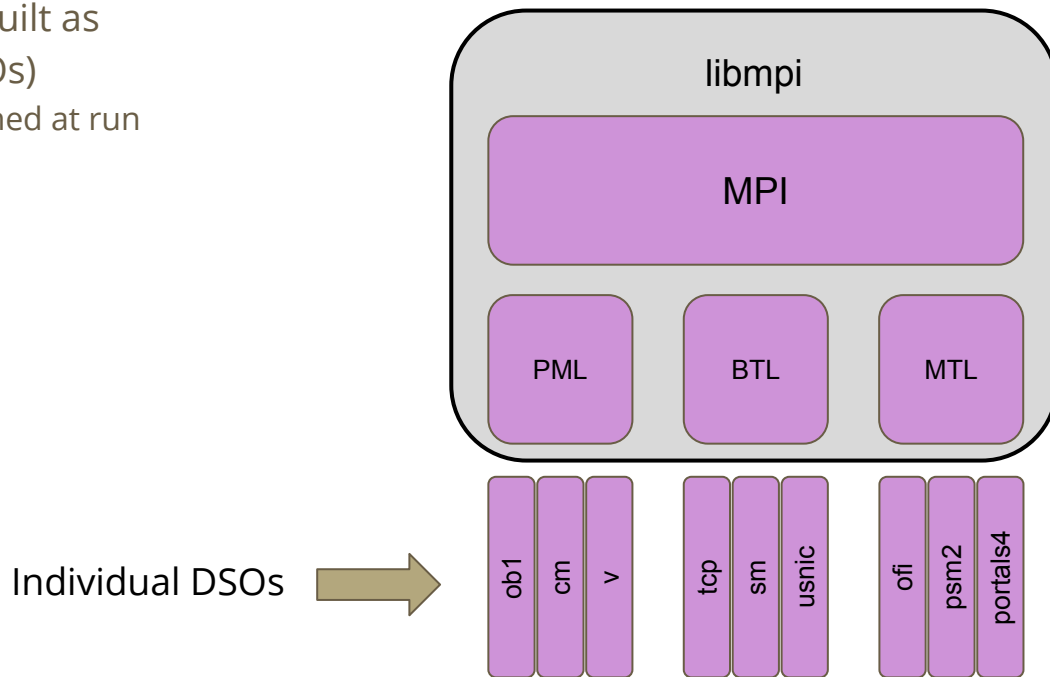 uilt as
Os)
ned at run
libmpi
MPI
PML
BTL
MTL
Individual DSOs
ob1
cm
v
tcp
sm
usnic
ofi
psm2
portals4